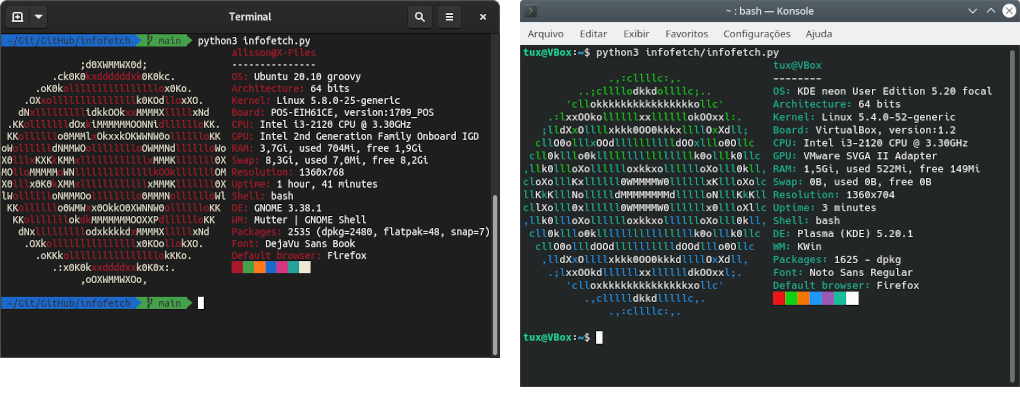 Terminal
~/Git/GitHub/infofetch main python3 infofetch.py
alisson@X-Files
---------------
OS: Ubuntu 20.10 groovy
Architecture: 64 bits
Kernel: Linux 5.8.0-25-generic
Board: POS-EIH61CE, version:1709_POS
CPU: Intel i3-2120 CPU @ 3.30GHz
GPU: Intel 2nd Generation Family Onboard IGD
RAM: 3,7Gi, used 704Mi, free 1,9Gi
Swap: 8,3Gi, used 7,0Mi, free 8,2Gi
Resolution: 1360x768
Uptime: 1 hour, 41 minutes
Shell: bash
DE: GNOME 3.38.1
WM: Mutter | GNOME Shell
Packages: 2535 (dpkg=2480, flatpak=48, snap=7)
Font: DejaVu Sans Book
Default browser: Firefox
~/Git/GitHub/infofetch main
~ : bash — Konsole
Arquivo Editar Exibir Favoritos Configurações Ajuda
tux@VBox:~$ python3 infofetch/infofetch.py
tux@VBox
--------
OS: KDE neon User Edition 5.20 focal
Architecture: 64 bits
Kernel: Linux 5.4.0-52-generic
Board: VirtualBox, version:1.2
CPU: Intel i3-2120 CPU @ 3.30GHz
GPU: VMware SVGA II Adapter
RAM: 1,5Gi, used 522Mi, free 149Mi
Swap: 0B, used 0B, free 0B
Resolution: 1360x704
Uptime: 3 minutes
Shell: bash
DE: Plasma (KDE) 5.20.1
WM: KWin
Packages: 1625 - dpkg
Font: Noto Sans Regular
Default browser: Firefox
tux@VBox:~$